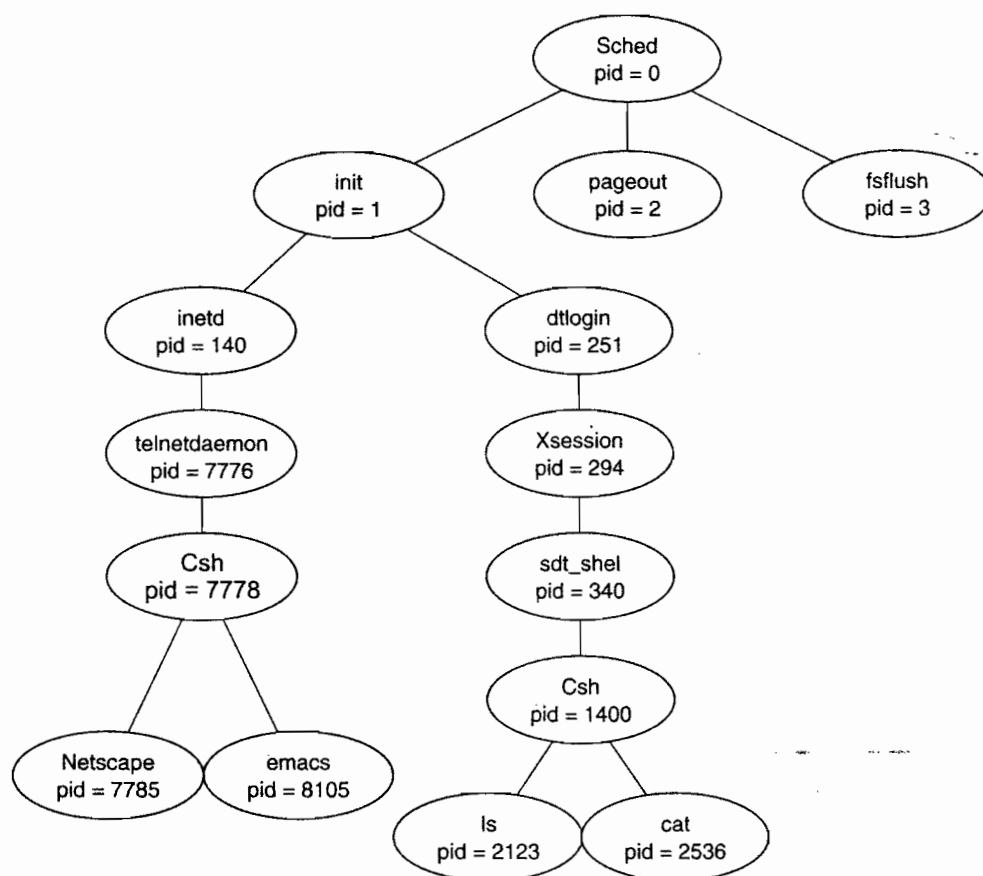 Sched
pid = 0
init
pid = 1
pageout
pid = 2
fsflush
pid = 3
inetd
pid = 140
dtlogin
pid = 251
telnetdaemon
pid = 7776
Xsession
pid = 294
Csh
pid = 7778
sdt_shel
pid = 340
Csh
pid = 1400
Netscape
pid = 7785
emacs
pid = 8105
ls
pid = 2123
cat
pid = 2536